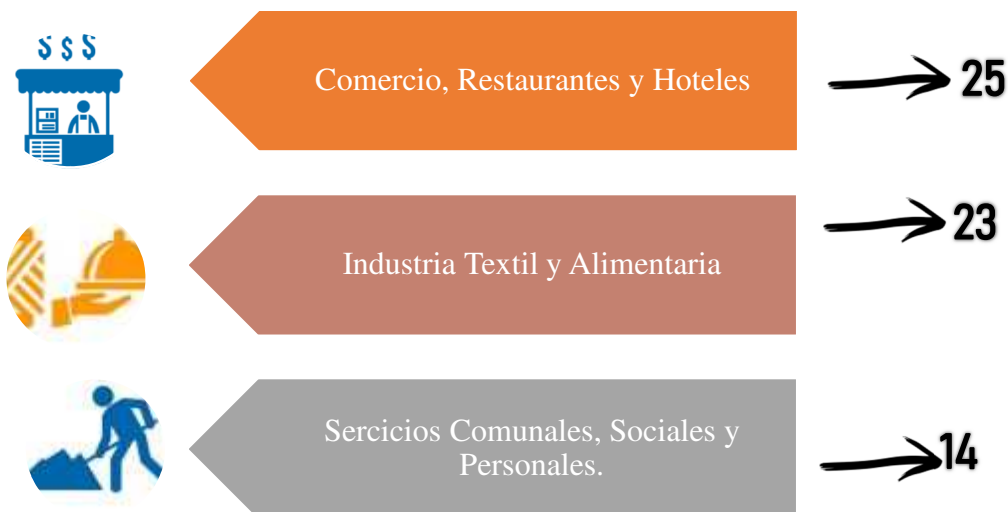 $ $ $
Comercio, Restaurantes y Hoteles
25
Industria Textil y Alimentaria
23
Sercicios Comunales, Sociales y
Personales.
14